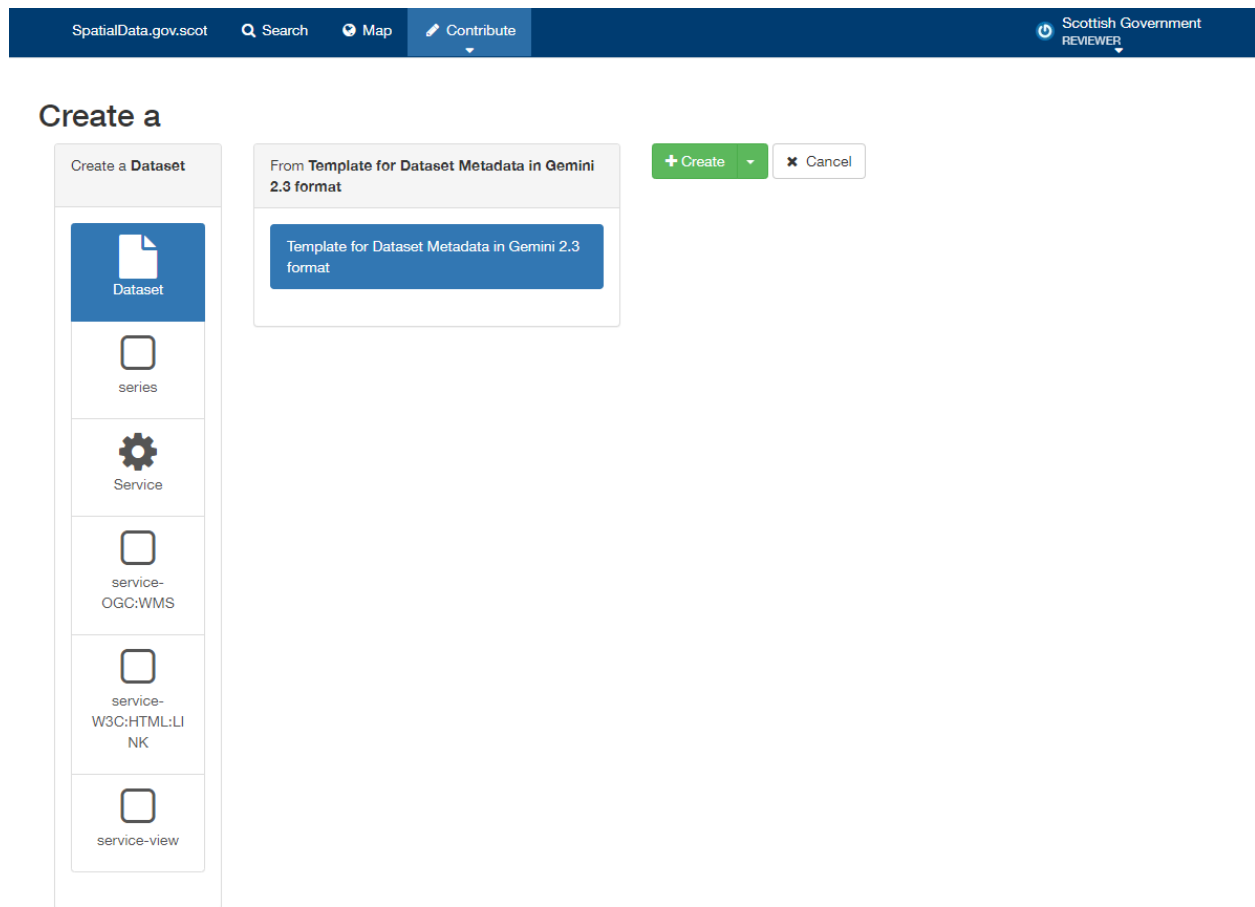 SpatialData.gov.scot
Search
Map
Contribute
Scottish Government
REVIEWER
Create a
Create a Dataset
From Template for Dataset Metadata in Gemini
2.3 format
Create
Cancel
Template for Dataset Metadata in Gemini 2.3
format
Dataset
series
Service
service-
OGC:WMS
service-
W3C:HTML:LI
NK
service-view